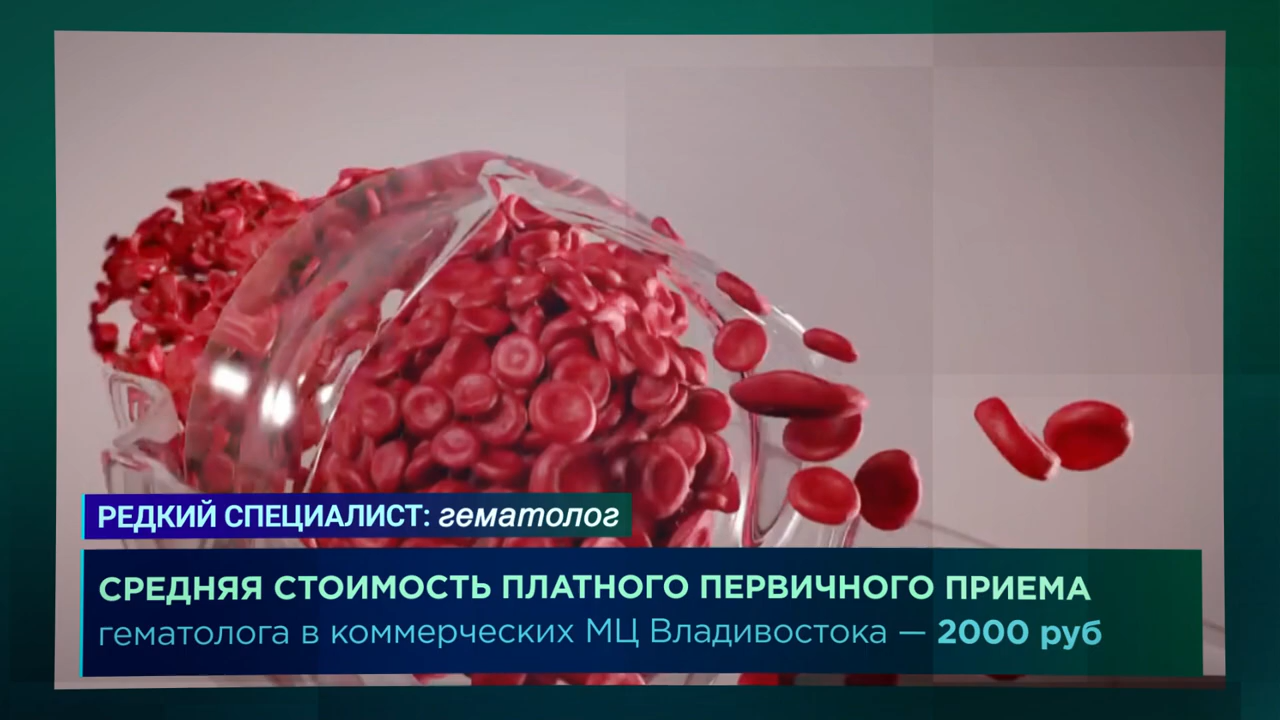 РЕДКИЙ СПЕЦИАЛИСТ: гематолог
СРЕДНЯЯ СТОИМОСТЬ ПЛАТНОГО ПЕРВИЧНОГО ПРИЕМА
гематолога в коммерческих МЦ Владивостока — 2000 руб